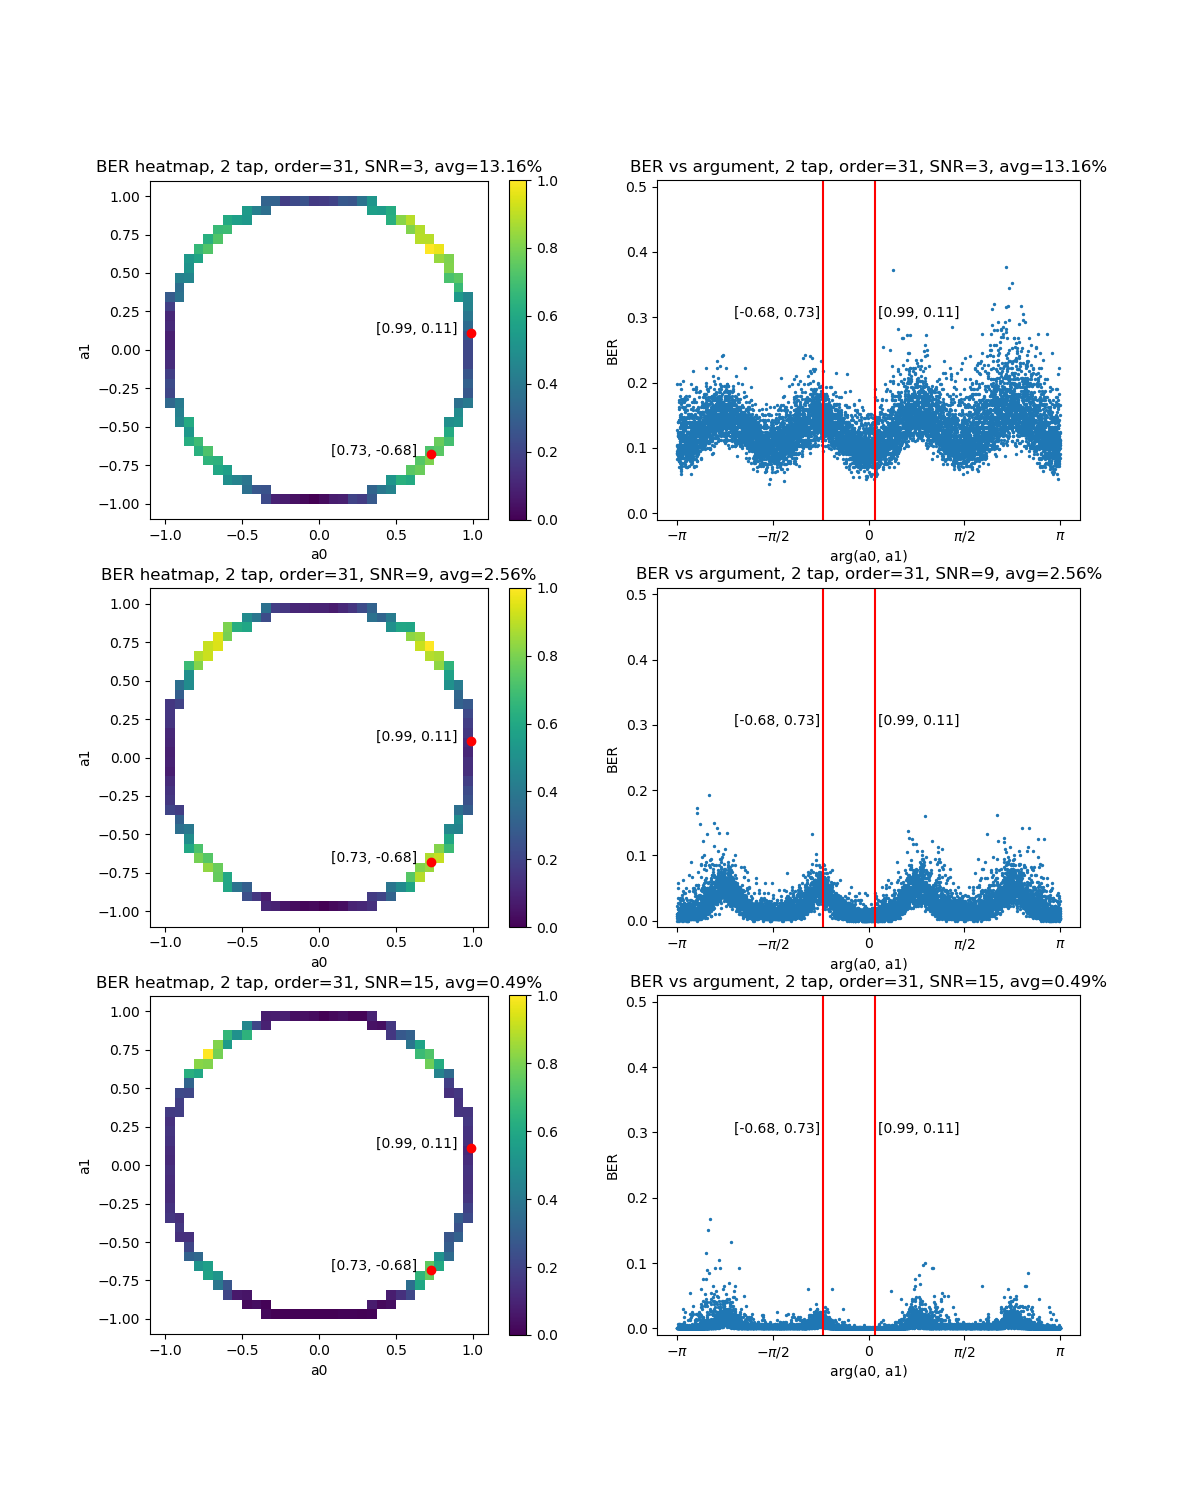 BER heatmap, 2 tap, order=31, SNR=3, avg=13.16%
1.00
0.75
0.50
0.25
0.00
−0.25
−0.50
−0.75
−1.00
a1
[0.99, 0.11]
[0.73, -0.68]
−1.0 −0.5 0.0 0.5 1.0
a0
1.0
0.8
0.6
0.4
0.2
0.0
BER vs argument, 2 tap, order=31, SNR=3, avg=13.16%
0.5
0.4
0.3
0.2
0.1
0.0
BER
[-0.68, 0.73] [0.99, 0.11]
−π −π/2 0 π/2 π
arg(a0, a1)
BER heatmap, 2 tap, order=31, SNR=9, avg=2.56%
1.00
0.75
0.50
0.25
0.00
−0.25
−0.50
−0.75
−1.00
a1
[0.99, 0.11]
[0.73, -0.68]
−1.0 −0.5 0.0 0.5 1.0
a0
1.0
0.8
0.6
0.4
0.2
0.0
BER vs argument, 2 tap, order=31, SNR=9, avg=2.56%
0.5
0.4
0.3
0.2
0.1
0.0
BER
[-0.68, 0.73] [0.99, 0.11]
−π −π/2 0 π/2 π
arg(a0, a1)
BER heatmap, 2 tap, order=31, SNR=15, avg=0.49%
1.00
0.75
0.50
0.25
0.00
−0.25
−0.50
−0.75
−1.00
a1
[0.99, 0.11]
[0.73, -0.68]
−1.0 −0.5 0.0 0.5 1.0
a0
1.0
0.8
0.6
0.4
0.2
0.0
BER vs argument, 2 tap, order=31, SNR=15, avg=0.49%
0.5
0.4
0.3
0.2
0.1
0.0
BER
[-0.68, 0.73] [0.99, 0.11]
−π −π/2 0 π/2 π
arg(a0, a1)